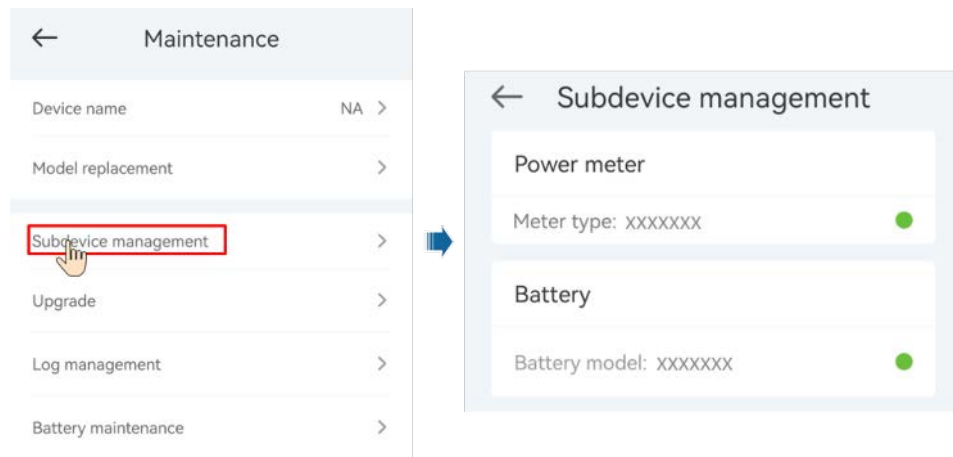 Maintenance
Device name NA
Model replacement
Subdevice management
Upgrade
Log management
Battery maintenance
Subdevice management
Power meter
Meter type: XXXXXXX
Battery
Battery model: XXXXXXX